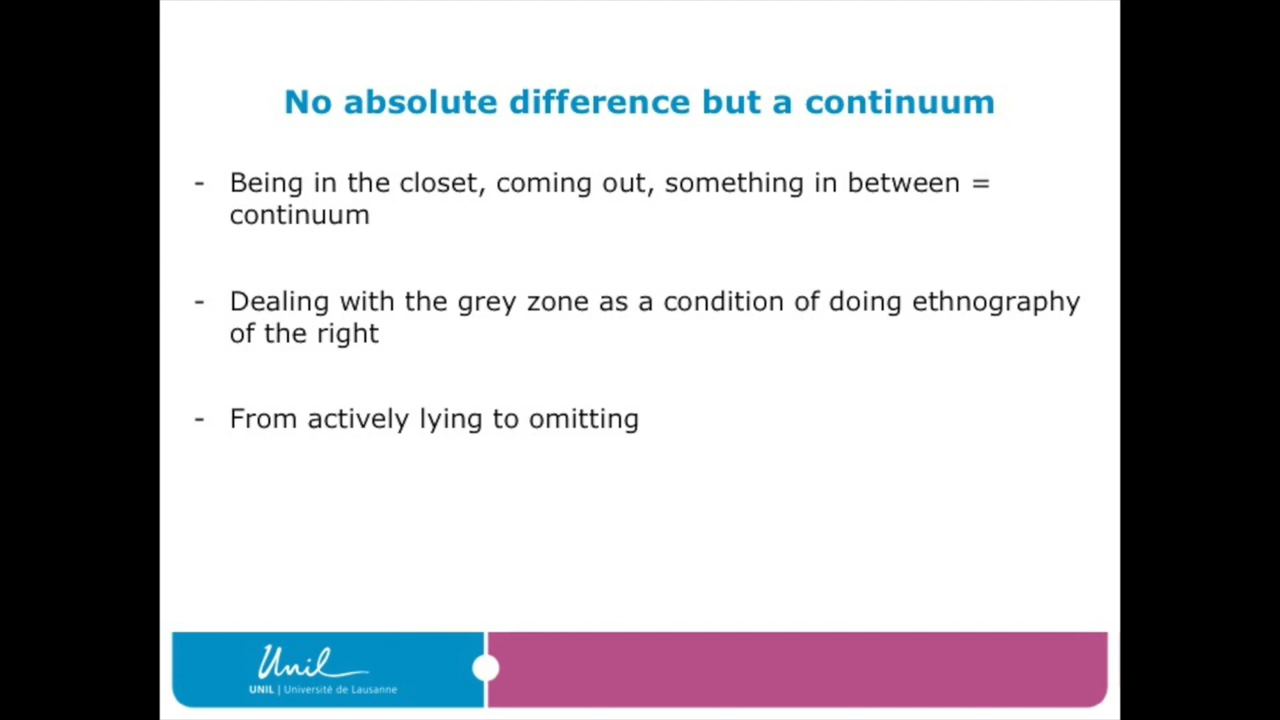 No absolute difference but a continuum
- Being in the closet, coming out, something in between =
continuum
- Dealing with the grey zone as a condition of doing ethnography
of the right
- From actively lying to omitting
Unil
UNIL | Université de Lausanne